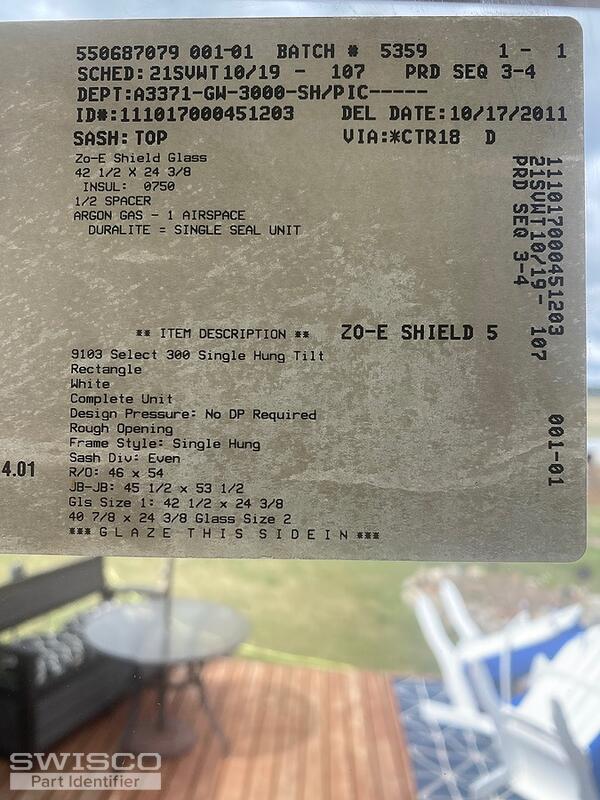 550687079 001-01 BATCH # 5359 1 - 1
SCHED: 21SVWT 10/19 - 107 PRD SEQ 3-4
DEPT:A3371-GW-3000-SH/PIC-----
ID#:111017000451203 DEL DATE:10/17/2011
SASH: TOP VIA:*CTR18 D
Zo-E Shield Glass
42 1/2 X 24 3/8
INSUL: 0750
1/2 SPACER
ARGON GAS - 1 AIRSPACE
DURALITE = SINGLE SEAL UNIT
111017000451203
21SVWT 10/19 - 107
PRD SEQ 3-4
001-01
** ITEM DESCRIPTION ** ZO-E SHIELD 5
9103 Select 300 Single Hung Tilt
Rectangle
White
Complete Unit
Design Pressure: No DP Required
Rough Opening
Frame Style: Single Hung
Sash Div: Even
4.01
R/O: 46 x 54
JB-JB: 45 1/2 x 53 1/2
Gls Size 1: 42 1/2 x 24 3/8
40 7/8 x 24 3/8 Glass Size 2
*** G L A Z E T H I S S I D E I N ***
SWISCO
Part Identifier